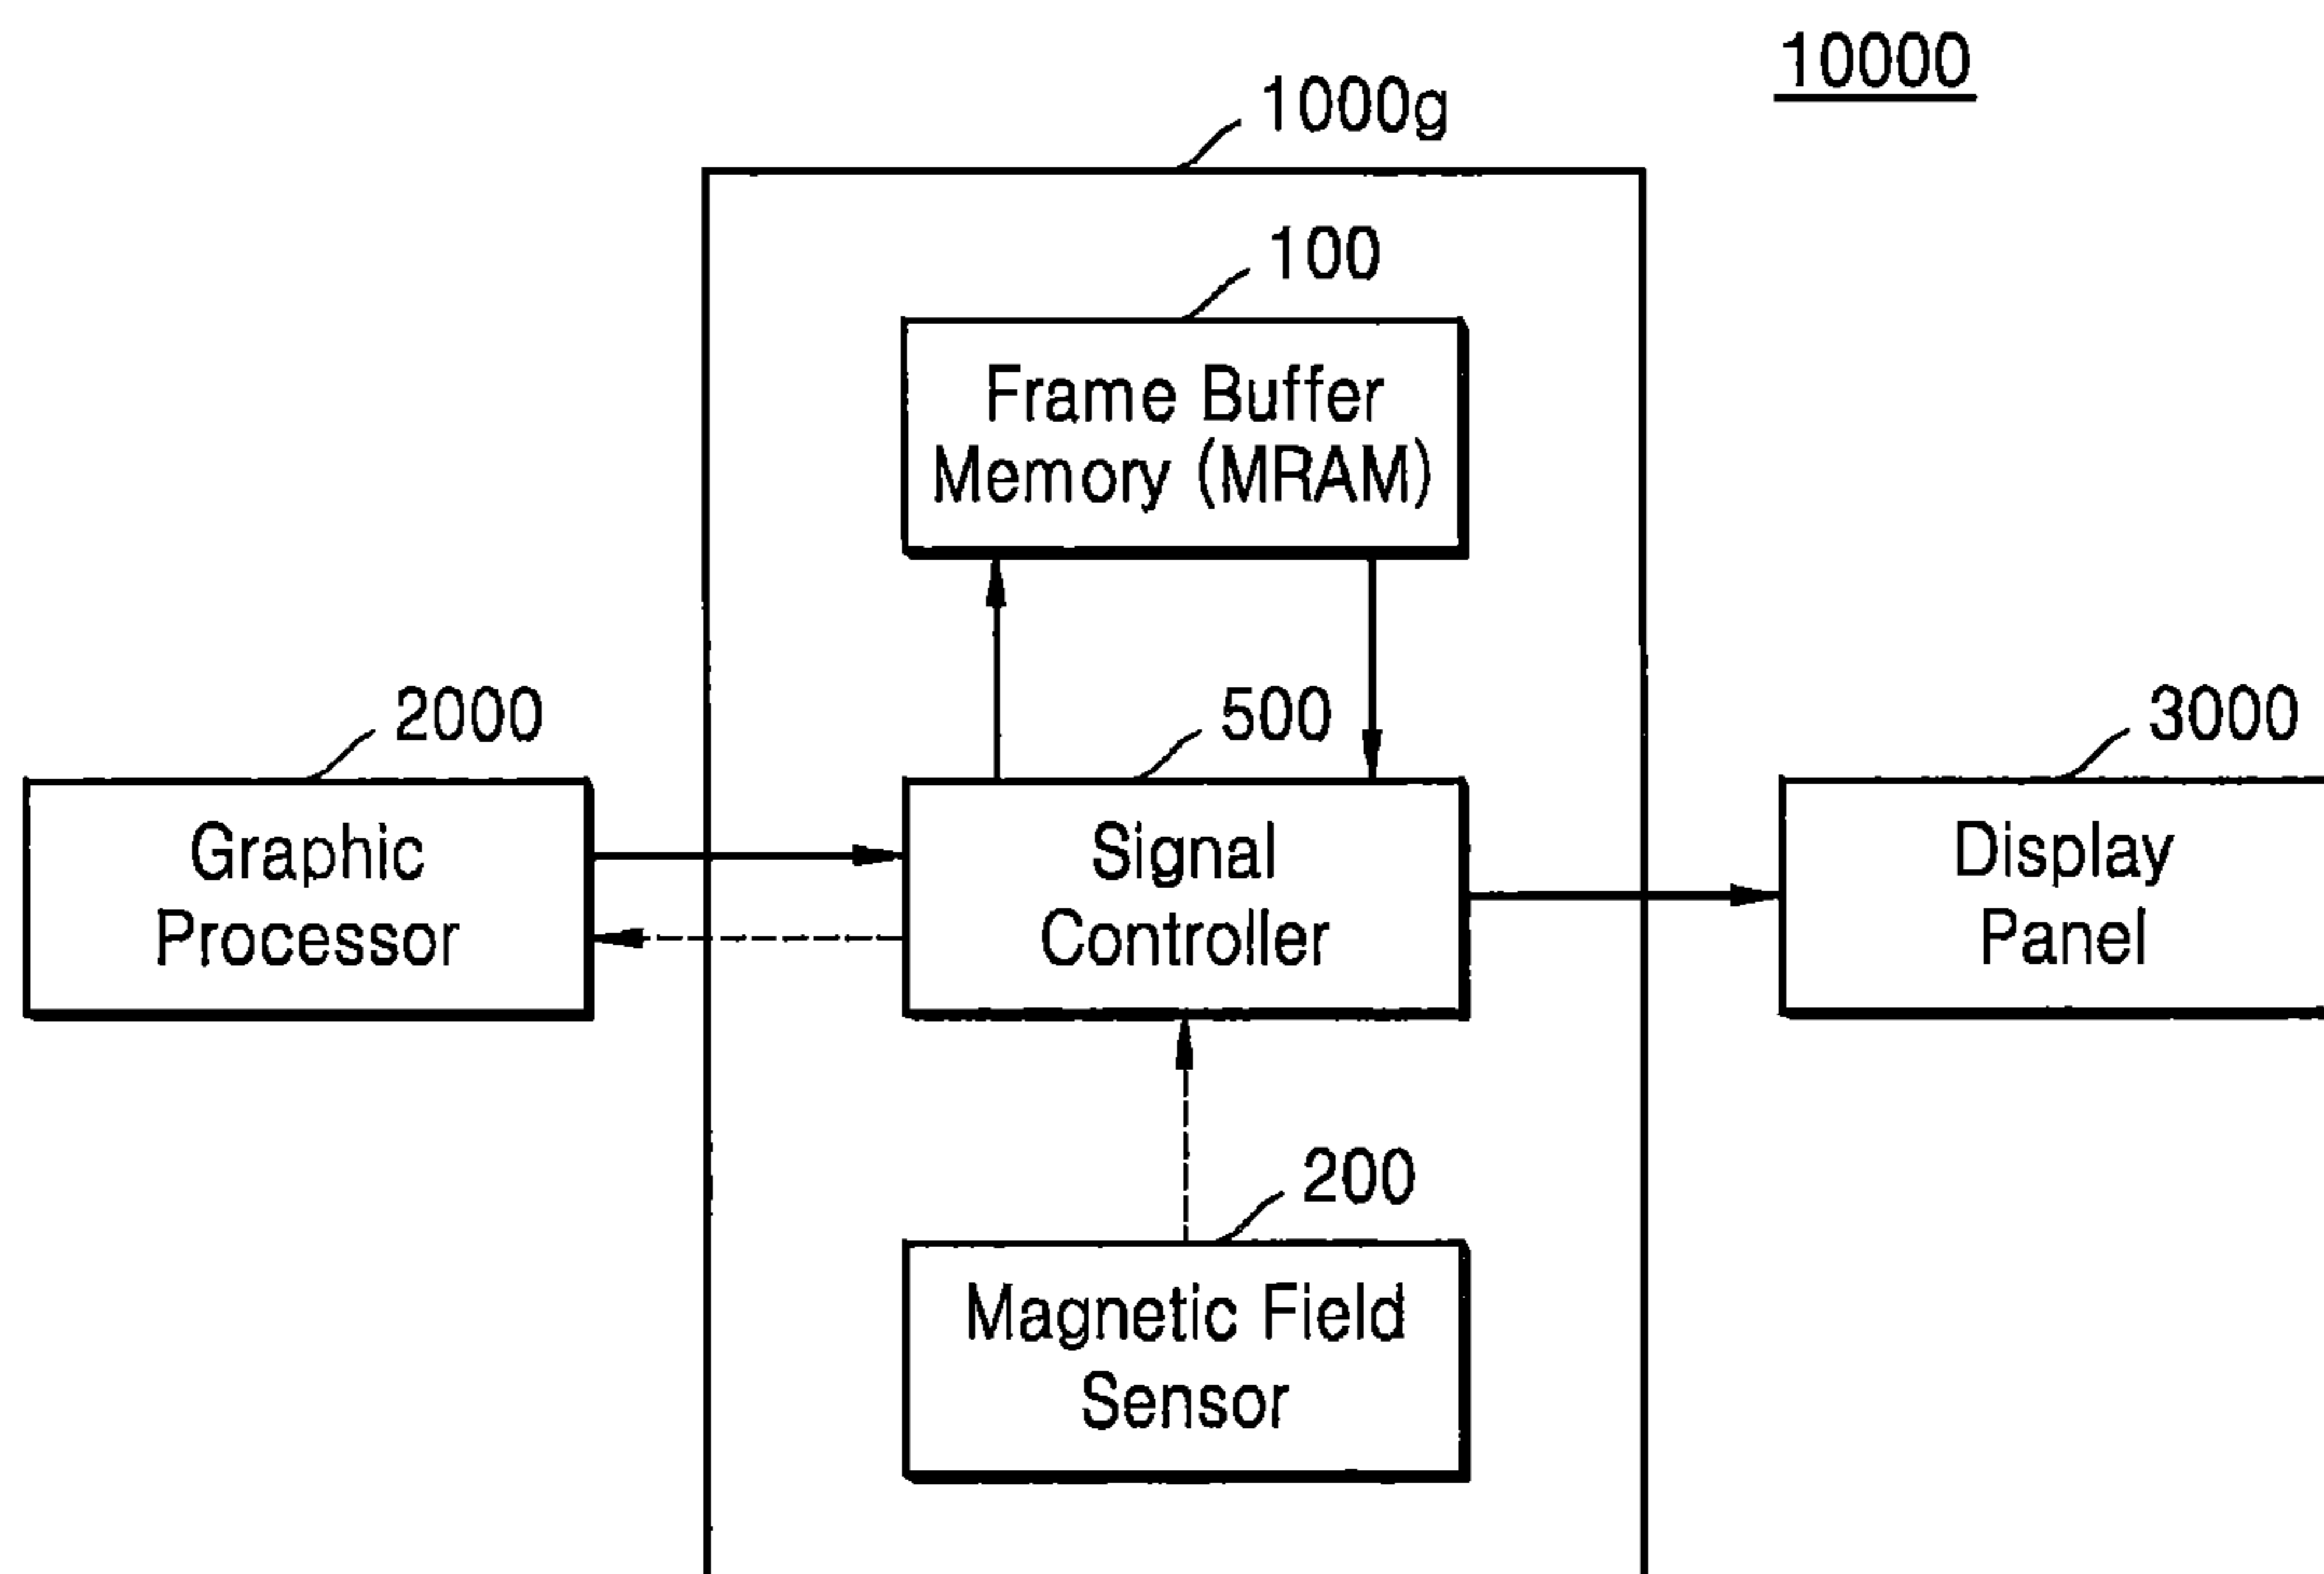 10000
1000g
100
Frame Buffer
Memory (MRAM)
2000
500
3000
Graphic
Processor
Signal
Controller
Display
Panel
200
Magnetic Field
Sensor